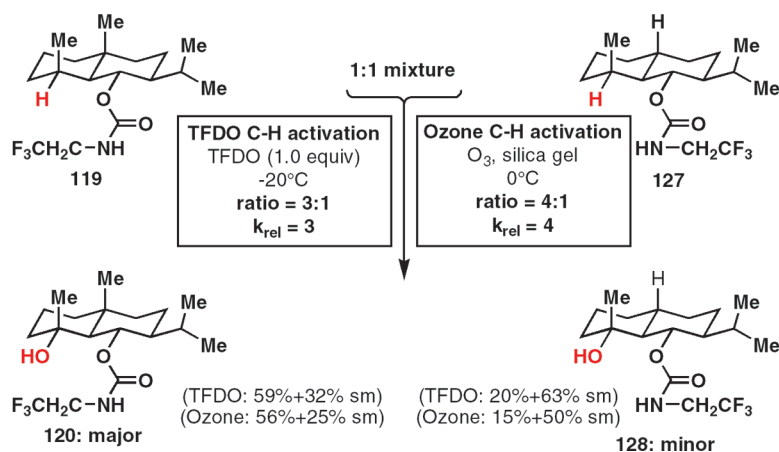 Me
Me
Me
Me
H
O
O
F₃CH₂C-NH
119
1:1 mixture
TFDO C-H activation
TFDO (1.0 equiv)
-20°C
ratio = 3:1
k_rel = 3
Ozone C-H activation
O₃, silica gel
0°C
ratio = 4:1
k_rel = 4
H
Me
Me
Me
H
O
O
HN-CH₂CF₃
127
Me
Me
Me
Me
HO
O
O
F₃CH₂C-NH
120: major
(TFDO: 59%+32% sm)
(Ozone: 56%+25% sm)
(TFDO: 20%+63% sm)
(Ozone: 15%+50% sm)
H
Me
Me
Me
HO
O
O
HN-CH₂CF₃
128: minor